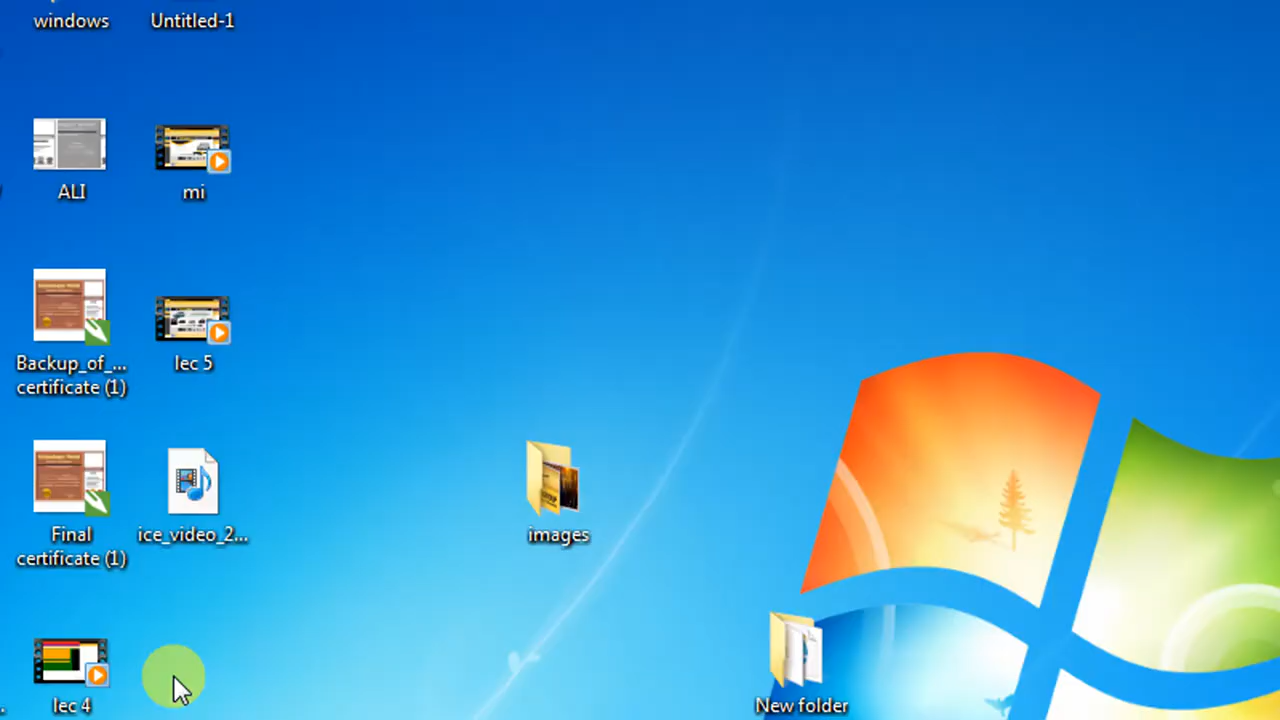 windows
Untitled-1
ALI
mi
Backup_of_...
certificate (1)
lec 5
Final
certificate (1)
ice_video_2...
images
lec 4
New folder